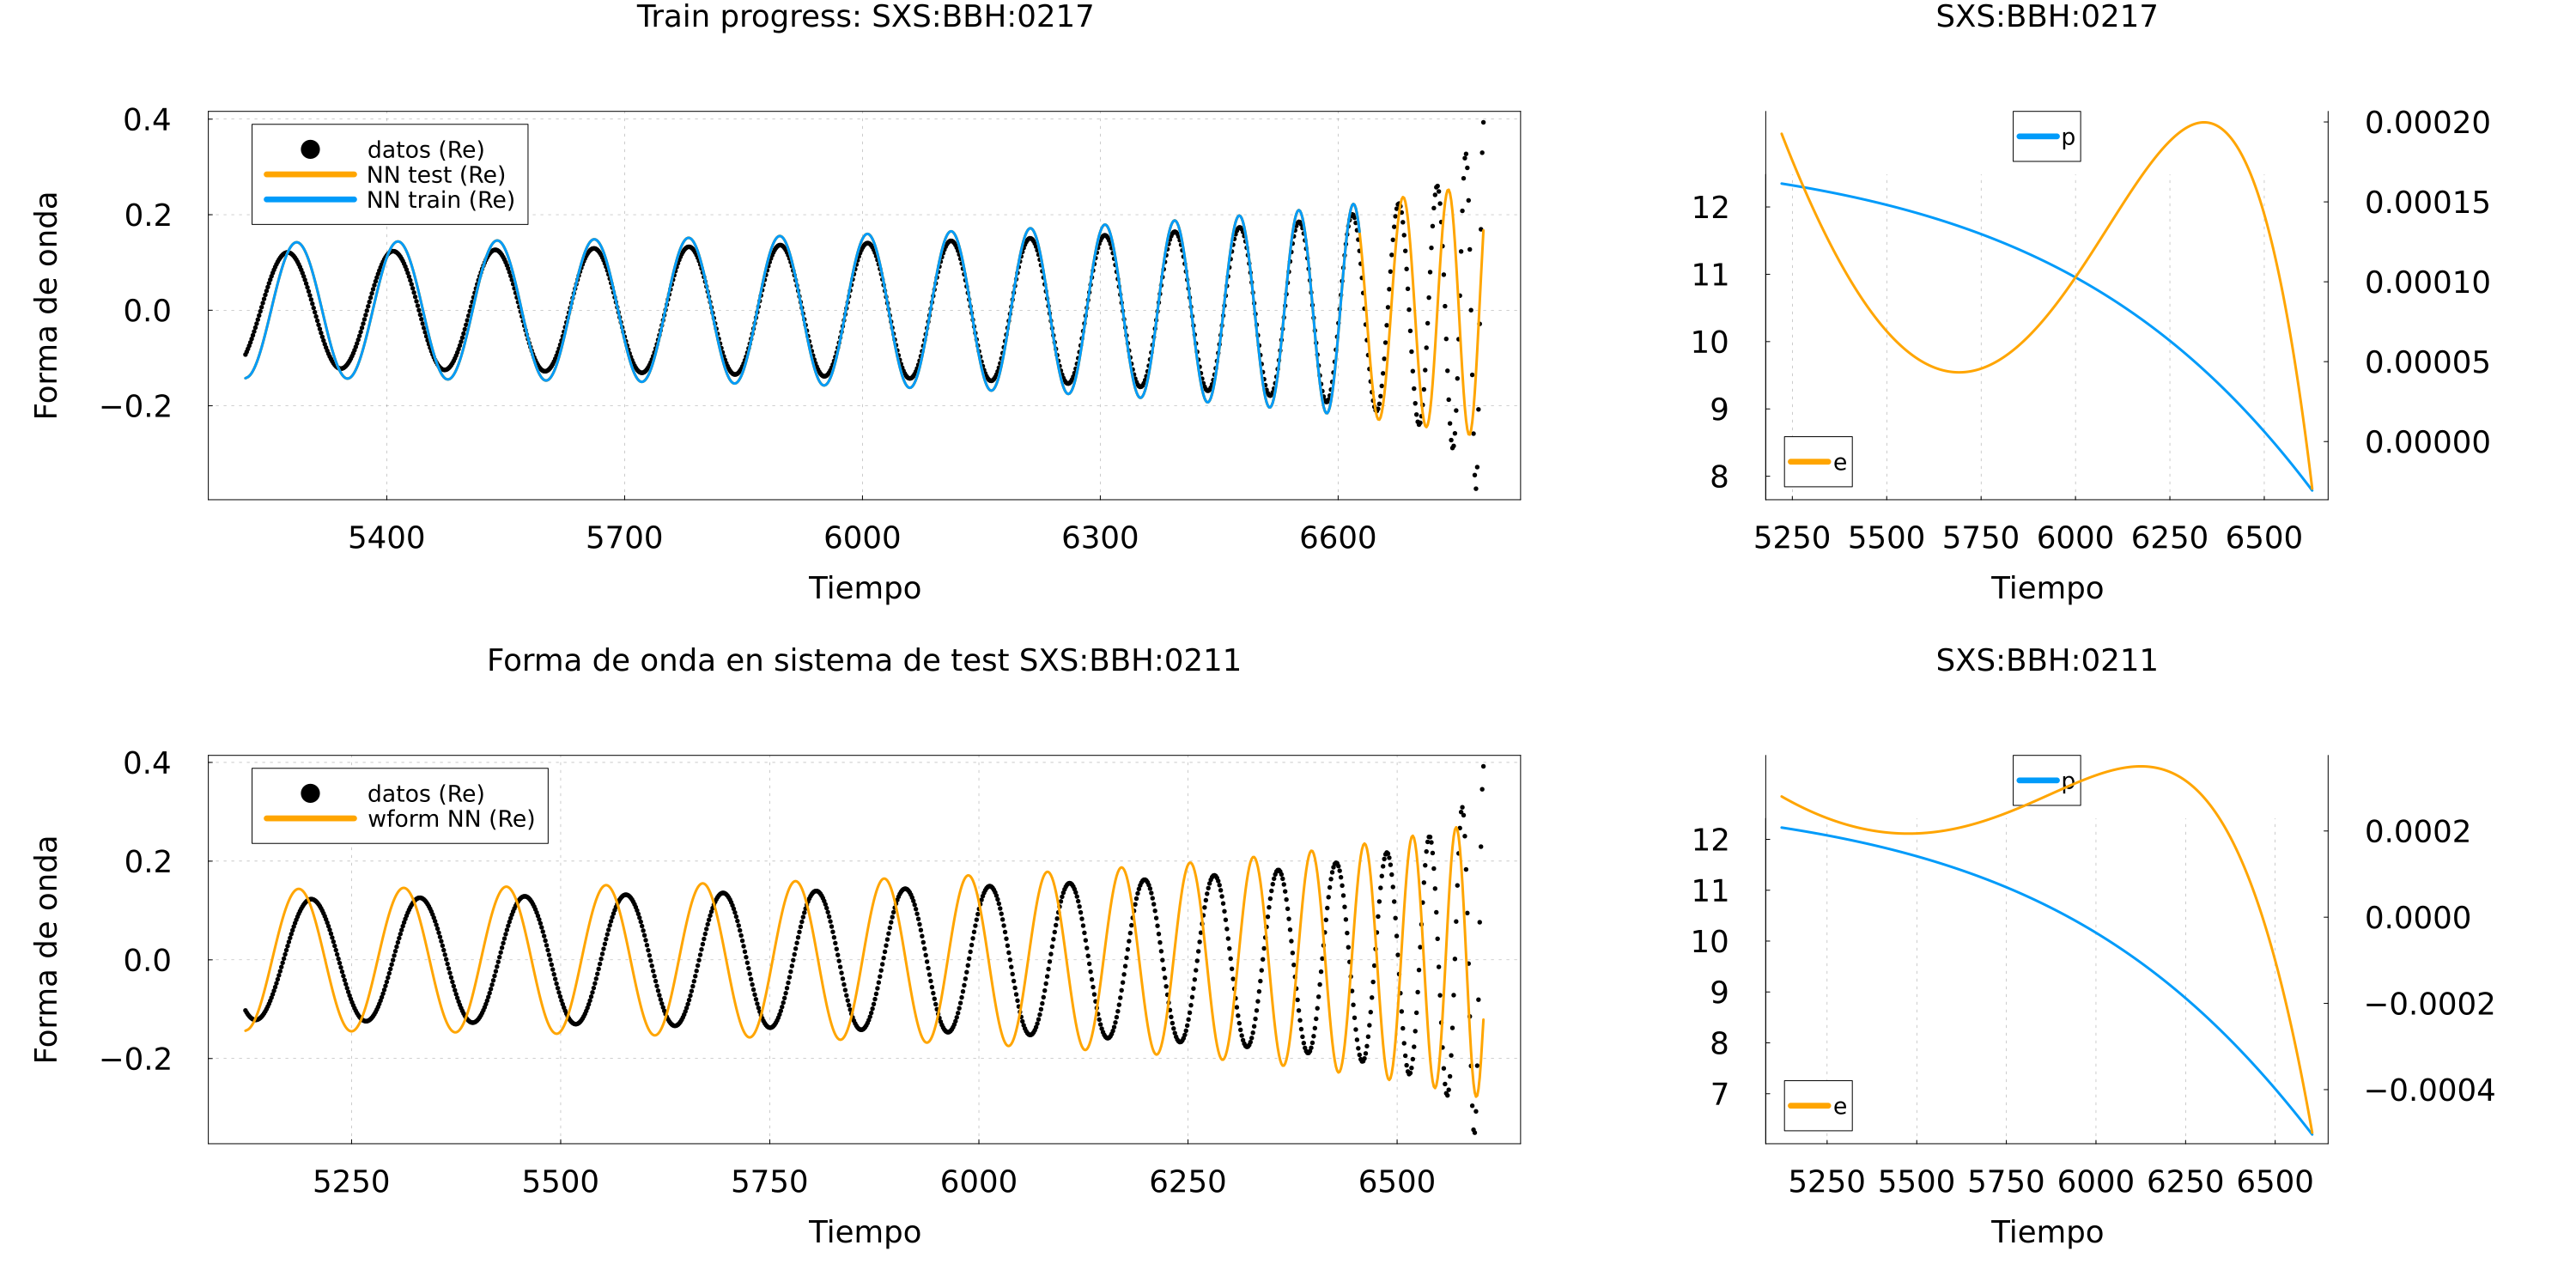 Train progress: SXS:BBH:0217
Forma de onda
0.4
0.2
0.0
−0.2
datos (Re)
NN test (Re)
NN train (Re)
5400 5700 6000 6300 6600
Tiempo
SXS:BBH:0217
12
11
10
9
8
p
e
0.00020
0.00015
0.00010
0.00005
0.00000
5250 5500 5750 6000 6250 6500
Tiempo
Forma de onda en sistema de test SXS:BBH:0211
Forma de onda
0.4
0.2
0.0
−0.2
datos (Re)
wform NN (Re)
5250 5500 5750 6000 6250 6500
Tiempo
SXS:BBH:0211
12
11
10
9
8
7
p
e
0.0002
0.0000
−0.0002
−0.0004
5250 5500 5750 6000 6250 6500
Tiempo